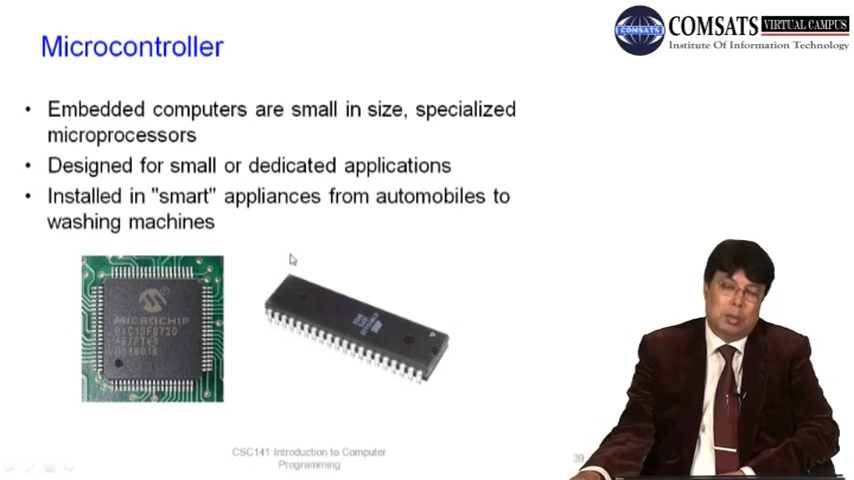 Microcontroller
COMSATS VIRTUAL CAMPUS
COMSATS
Institute Of Information Technology
• Embedded computers are small in size, specialized
microprocessors
• Designed for small or dedicated applications
• Installed in "smart" appliances from automobiles to
washing machines
MICROCHIP
CSC141 Introduction to Computer
Programming
39